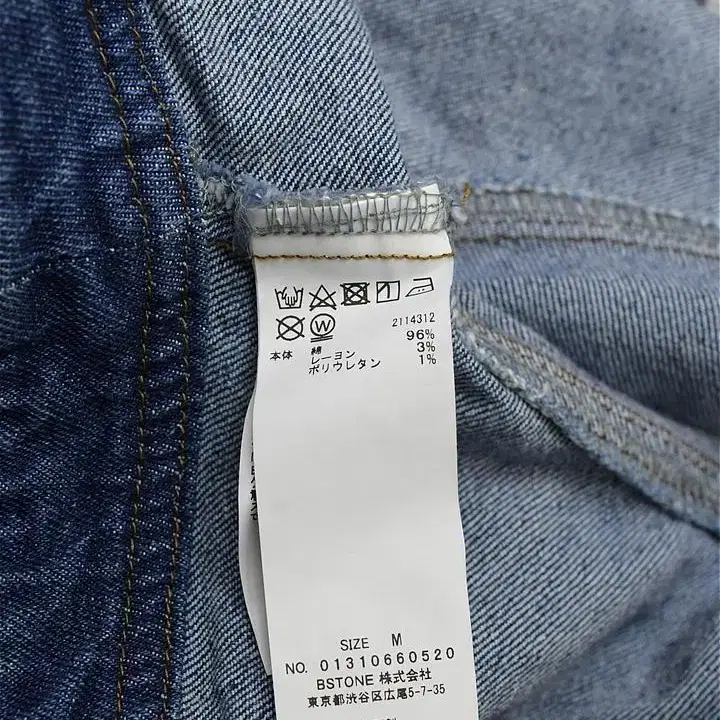 2114312
本体 綿 96%
レーヨン 3%
ポリウレタン 1%
SIZE M
NO. 01310660520
BSTONE 株式会社
東京都渋谷区広尾5-7-35